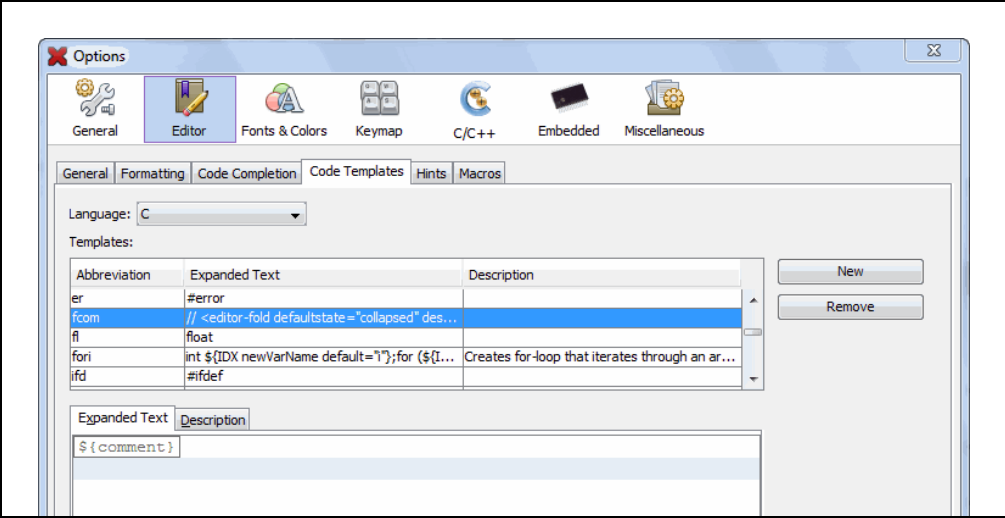 Options
General Editor Fonts & Colors Keymap C/C++ Embedded Miscellaneous
General Formatting Code Completion Code Templates Hints Macros
Language: C
Templates:
Abbreviation Expanded Text Description
New
er #error
Remove
fcom // <editor-fold defaultstate="collapsed" des...
fl float
fori int ${IDX newVarName default="i"};for (${I... Creates for-loop that iterates through an ar...
ifd #ifdef
Expanded Text Description
${comment}